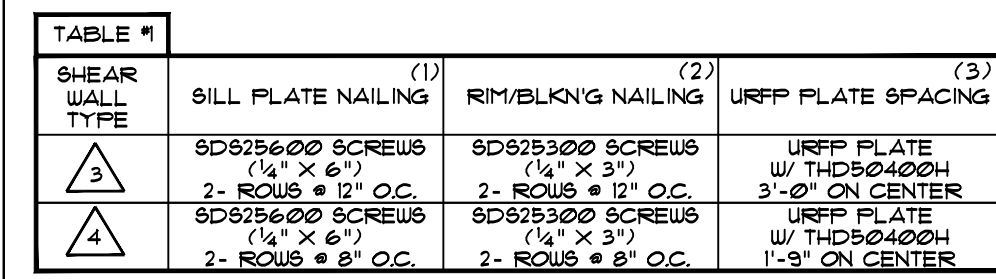 TABLE #1
SHEAR WALL TYPE
(1) SILL PLATE NAILING
(2) RIM/BLKN'G NAILING
(3) URFP PLATE SPACING
3
SDS25600 SCREWS
(1/4" X 6")
2- ROWS @ 12" O.C.
SDS25300 SCREWS
(1/4" X 3")
2- ROWS @ 12" O.C.
URFP PLATE
W/ THD50400H
3'-0" ON CENTER
4
SDS25600 SCREWS
(1/4" X 6")
2- ROWS @ 8" O.C.
SDS25300 SCREWS
(1/4" X 3")
2- ROWS @ 8" O.C.
URFP PLATE
W/ THD50400H
1'-9" ON CENTER